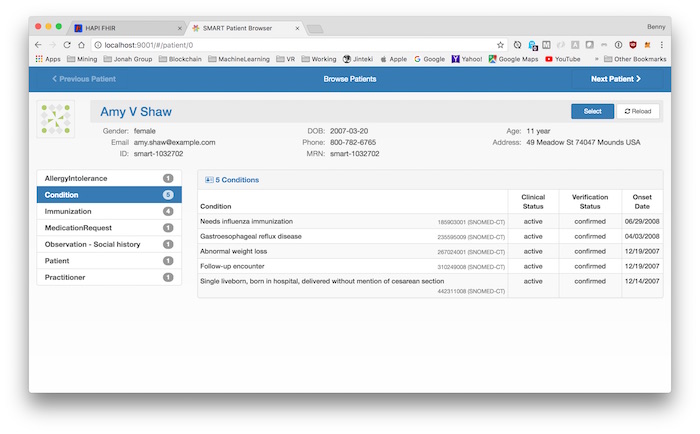 Benny
HAPI FHIR
SMART Patient Browser
localhost:9001/#/patient/0
Apps Mining Jonah Group Blockchain MachineLearning VR Working Jinteki Apple Google Yahoo! Google Maps YouTube » Other Bookmarks
Previous Patient Browse Patients Next Patient
Amy V Shaw Select Reload
Gender: female DOB: 2007-03-20 Age: 11 year
Email amy.shaw@example.com Phone: 800-782-6765 Address: 49 Meadow St 74047 Mounds USA
ID: smart-1032702 MRN: smart-1032702
AllergyIntolerance 1
Condition 5
Immunization 4
MedicationRequest 1
Observation - Social history 1
Patient 1
Practitioner 1
5 Conditions
Condition Clinical Status Verification Status Onset Date
Needs influenza immunization 185903001 (SNOMED-CT) active confirmed 06/29/2008
Gastroesophageal reflux disease 235595009 (SNOMED-CT) active confirmed 04/03/2008
Abnormal weight loss 267024001 (SNOMED-CT) active confirmed 12/19/2007
Follow-up encounter 310249008 (SNOMED-CT) active confirmed 12/19/2007
Single liveborn, born in hospital, delivered without mention of cesarean section active confirmed 12/14/2007
442311008 (SNOMED-CT)